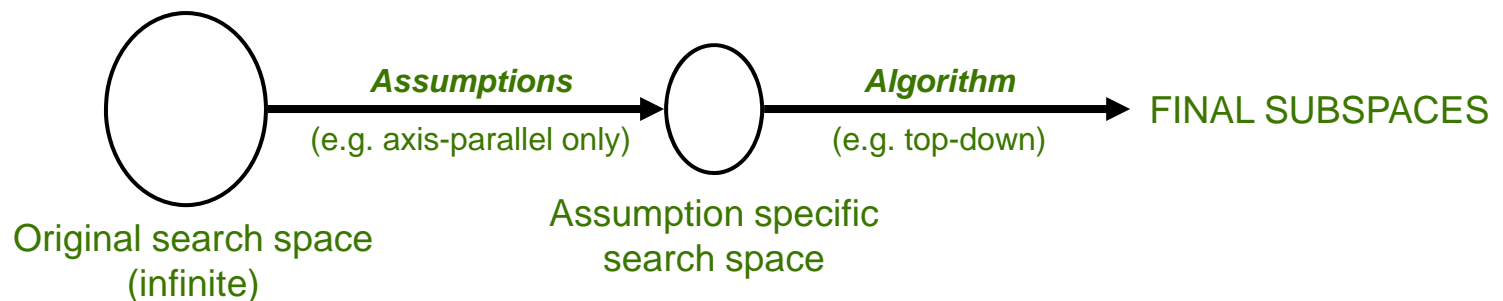 Assumptions
(e.g. axis-parallel only)
Algorithm
(e.g. top-down)
FINAL SUBSPACES
Original search space
(infinite)
Assumption specific
search space